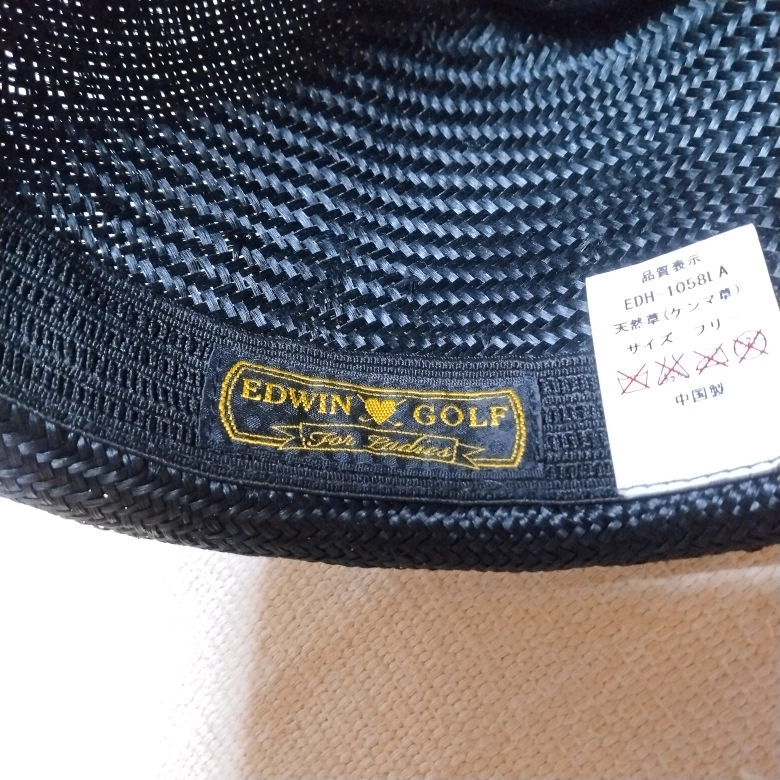 EDWIN GOLF
For Ladies
品質表示
EDH-1058LA
天然草(ケンマ草)
サイズ フリー
中国製